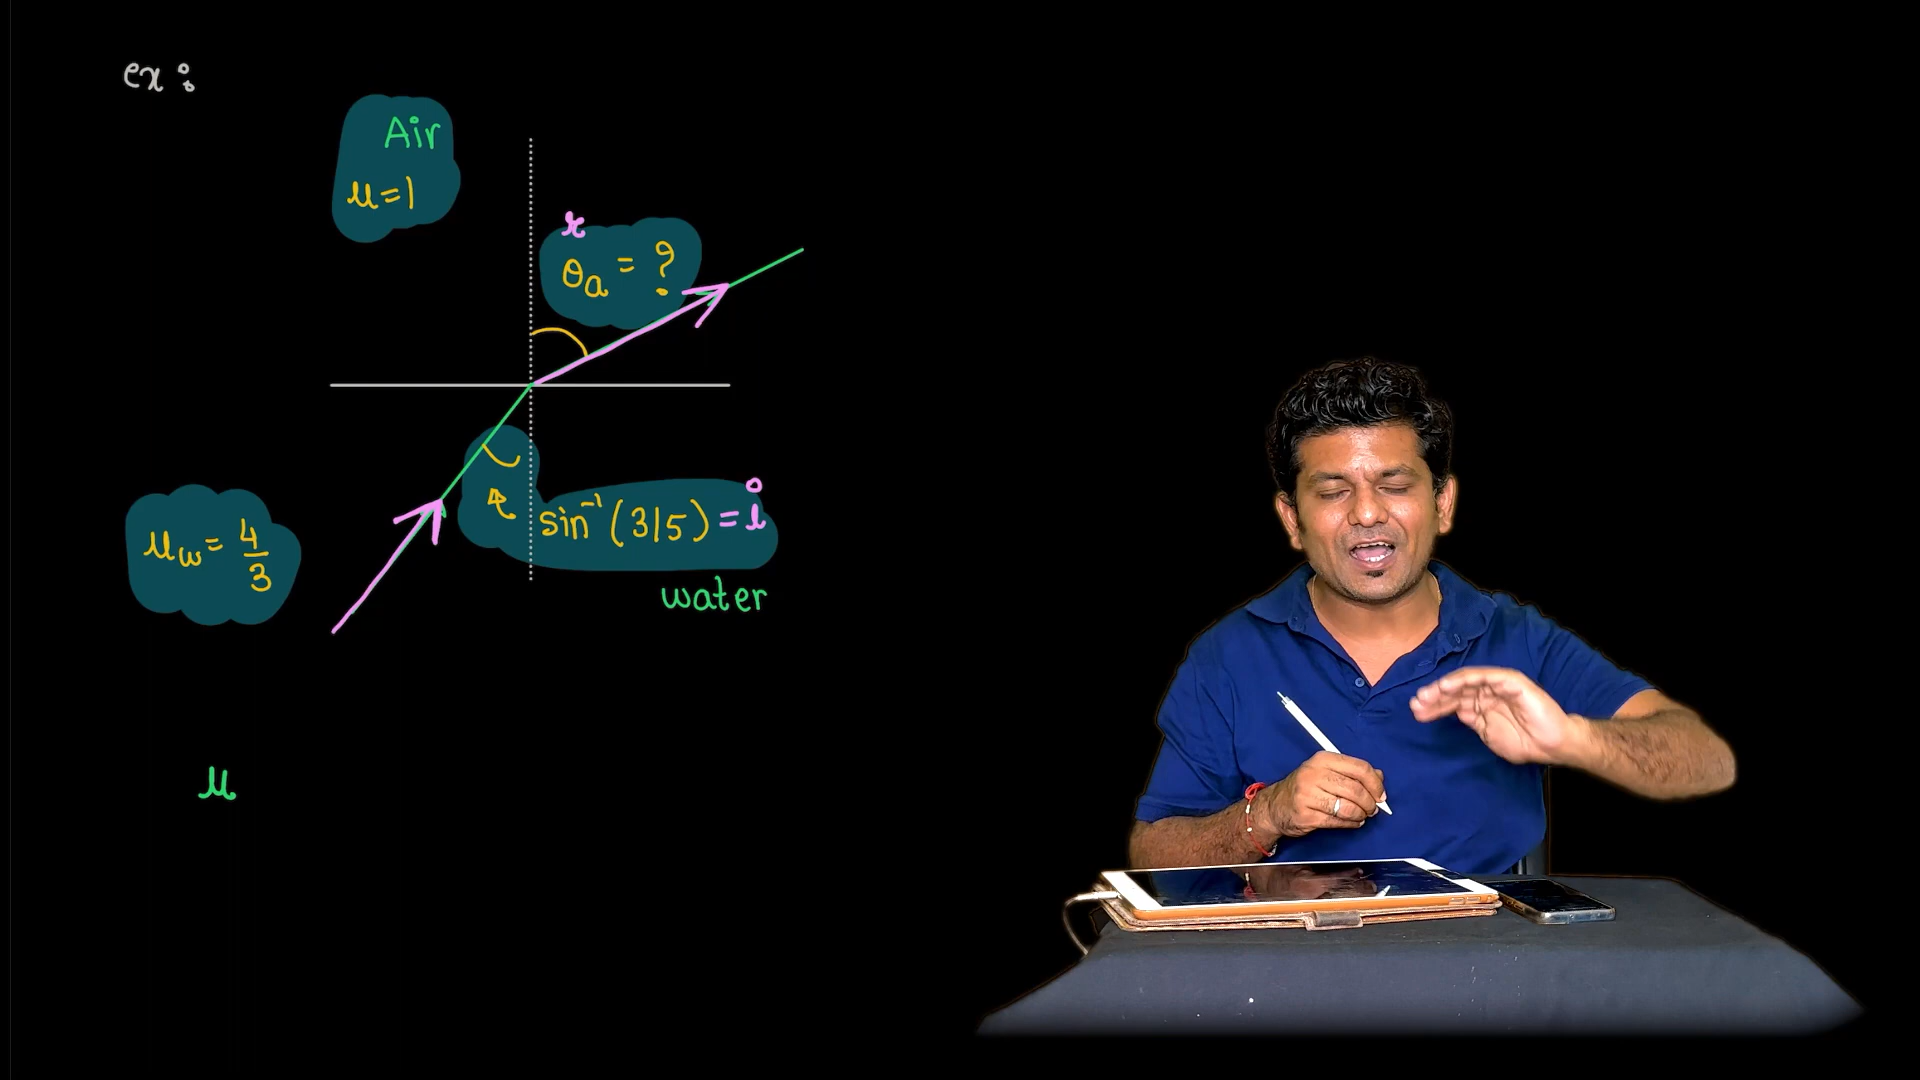 ex :
Air
μ = 1
r
θa = ?
sin⁻¹ (3/5) = i
μw = 4/3
water
μ